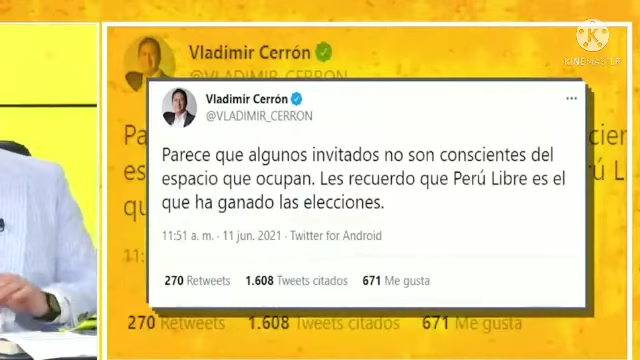 KINEMASTER
Vladimir Cerrón
@VLADIMIR_CERRON
Vladimir Cerrón
@VLADIMIR_CERRON
Parece que algunos invitados no son conscientes del
espacio que ocupan. Les recuerdo que Perú Libre es el
que ha ganado las elecciones.
11:51 a. m. · 11 jun. 2021 · Twitter for Android
270 Retweets 1.608 Tweets citados 671 Me gusta
270 Retweets 1.608 Tweets citados 671 Me gusta